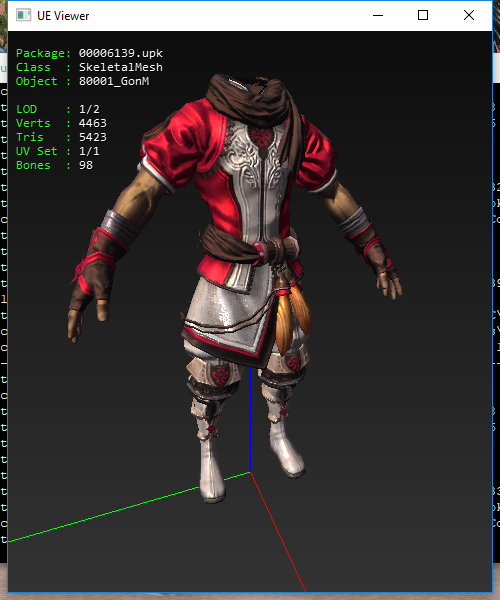 UE Viewer
Package: 00006139.upk
Class : SkeletalMesh
Object : 80001_GonM
LOD : 1/2
Verts : 4463
Tris : 5423
UV Set : 1/1
Bones : 98